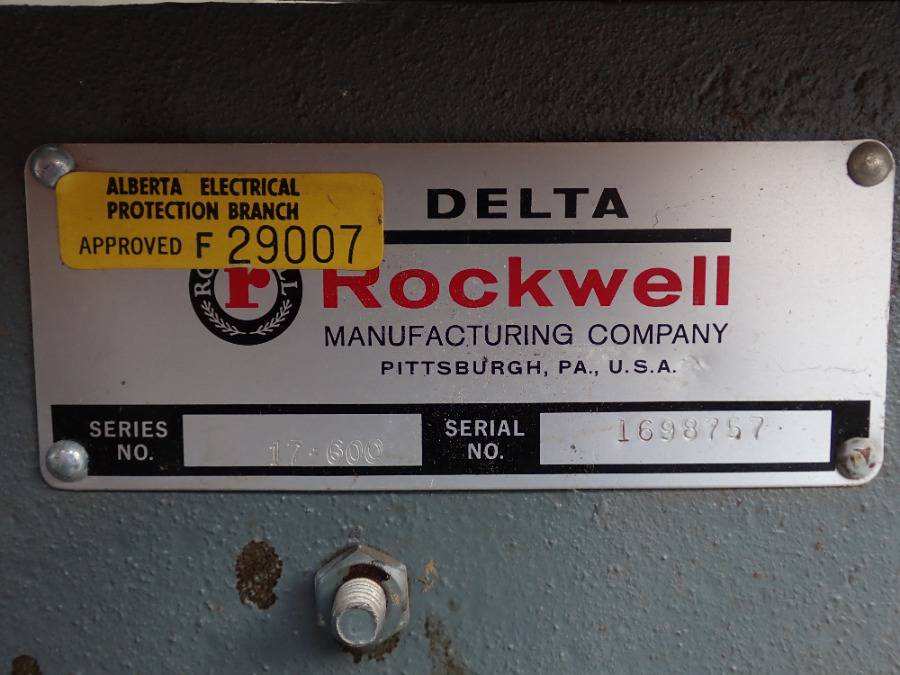 ALBERTA ELECTRICAL
PROTECTION BRANCH
APPROVED F 29007
DELTA
r
Rockwell
MANUFACTURING COMPANY
PITTSBURGH, PA., U.S.A.
SERIES
NO.
17-600
SERIAL
NO.
1698757